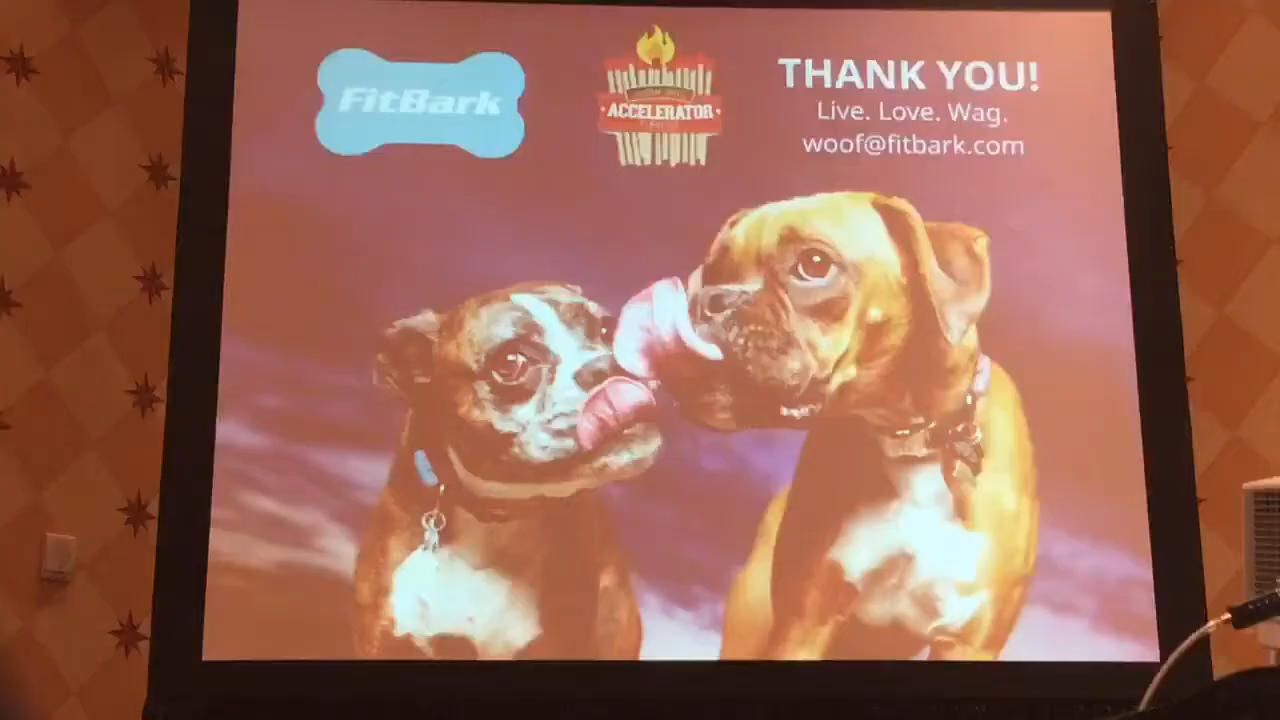 FitBark
ACCELERATOR
THANK YOU!
Live. Love. Wag.
woof@fitbark.com